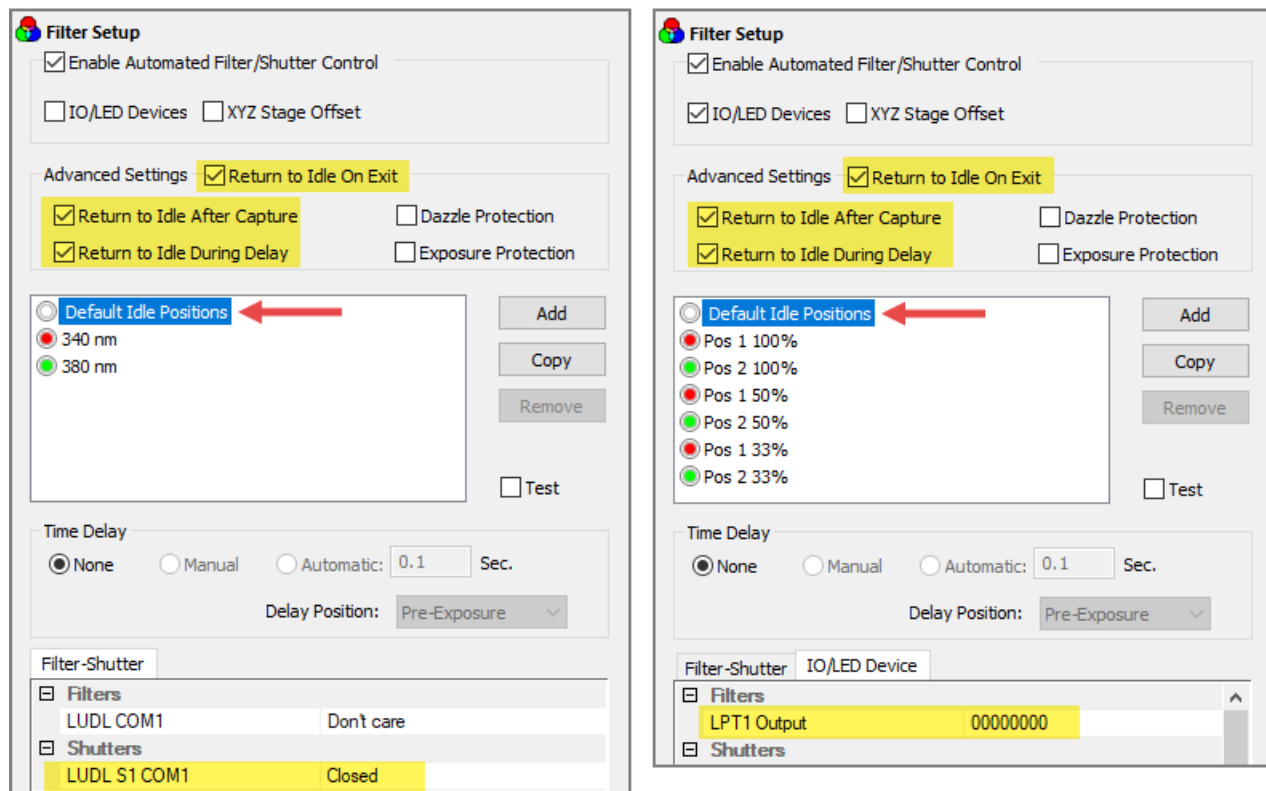 Filter Setup
Enable Automated Filter/Shutter Control
IO/LED Devices XYZ Stage Offset
Advanced Settings Return to Idle On Exit
Return to Idle After Capture Dazzle Protection
Return to Idle During Delay Exposure Protection
Default Idle Positions
340 nm
380 nm
Add
Copy
Remove
Test
Time Delay
None Manual Automatic: 0.1 Sec.
Delay Position: Pre-Exposure
Filter-Shutter
Filters
LUDL COM1 Don't care
Shutters
LUDL S1 COM1 Closed
Filter Setup
Enable Automated Filter/Shutter Control
IO/LED Devices XYZ Stage Offset
Advanced Settings Return to Idle On Exit
Return to Idle After Capture Dazzle Protection
Return to Idle During Delay Exposure Protection
Default Idle Positions
Pos 1 100%
Pos 2 100%
Pos 1 50%
Pos 2 50%
Pos 1 33%
Pos 2 33%
Add
Copy
Remove
Test
Time Delay
None Manual Automatic: 0.1 Sec.
Delay Position: Pre-Exposure
Filter-Shutter IO/LED Device
Filters
LPT1 Output 00000000
Shutters